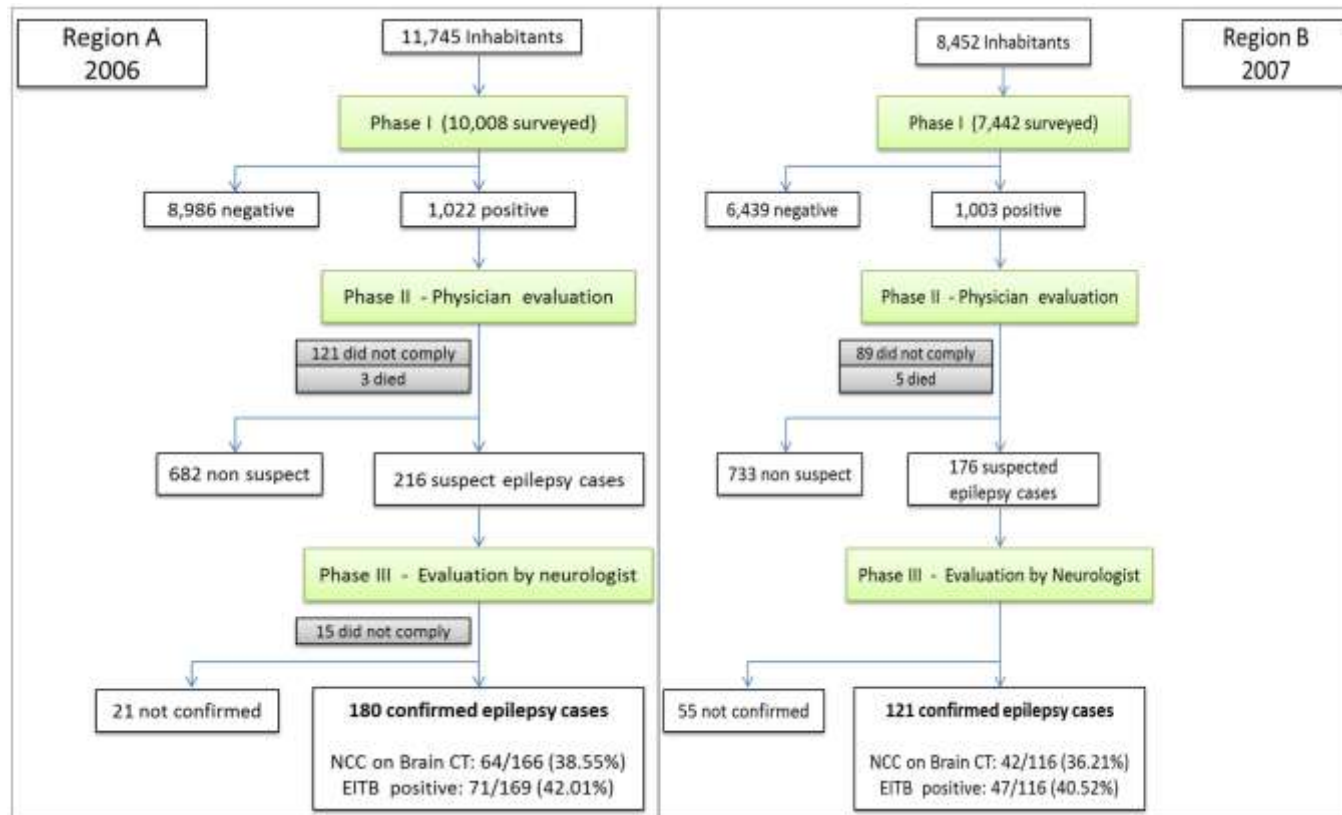 Region A
2006
11,745 Inhabitants
Phase I (10,008 surveyed)
8,986 negative
1,022 positive
Phase II - Physician evaluation
121 did not comply
3 died
682 non suspect
216 suspect epilepsy cases
Phase III - Evaluation by neurologist
15 did not comply
21 not confirmed
180 confirmed epilepsy cases
NCC on Brain CT: 64/166 (38.55%)
EITB positive: 71/169 (42.01%)
Region B
2007
8,452 Inhabitants
Phase I (7,442 surveyed)
6,439 negative
1,003 positive
Phase II - Physician evaluation
89 did not comply
5 died
733 non suspect
176 suspected
epilepsy cases
Phase III - Evaluation by Neurologist
55 not confirmed
121 confirmed epilepsy cases
NCC on Brain CT: 42/116 (36.21%)
EITB positive: 47/116 (40.52%)